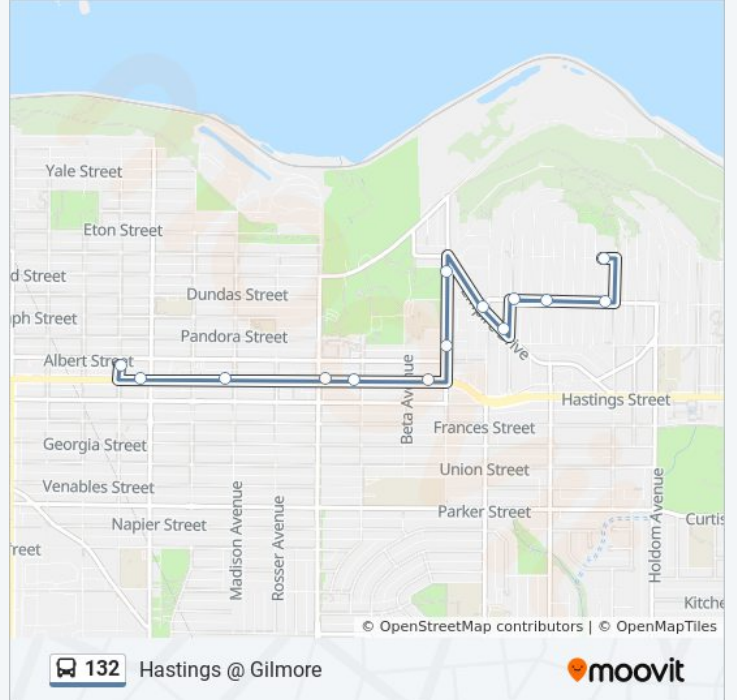 Yale Street
Eton Street
d Street
Dundas Street
ph Street
Pandora Street
Albert Street
Beta Avenue
Hastings Street
Frances Street
Georgia Street
Union Street
Venables Street
Madison Avenue
Rosser Avenue
Parker Street
Holdom Avenue
Curtis
Napier Street
reet
Kitche
© OpenStreetMap contributors | © OpenMapTiles
132 Hastings @ Gilmore
moovit